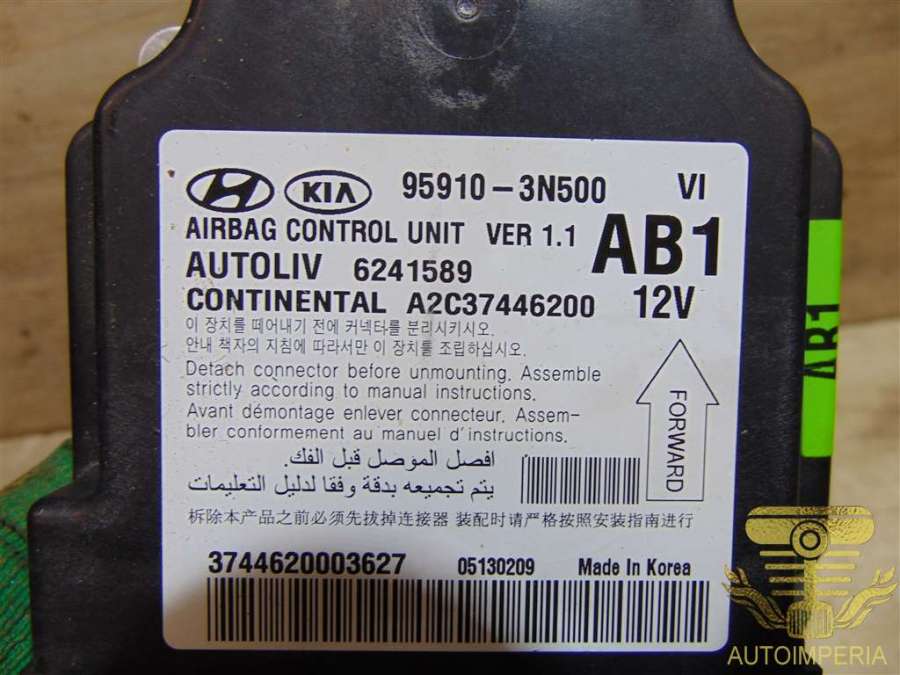 KIA 95910-3N500 VI
AIRBAG CONTROL UNIT VER 1.1 AB1
AUTOLIV 6241589
CONTINENTAL A2C37446200 12V
이 장치를 떼어내기 전에 커넥터를 분리시키시오.
안내 책자의 지침에 따라서만 이 장치를 조립하십시오.
Detach connector before unmounting. Assemble
strictly according to manual instructions.
Avant démontage enlever connecteur. Assem-
bler conformement au manuel d'instructions.
FORWARD
افصل الموصل قبل الفك.
يتم تجميعه بدقة وفقا لدليل التعليمات
拆除本产品之前必须先拔掉连接器 装配时请严格按照安装指南进行
3744620003627 05130209 Made In Korea
AB1
AUTOIMPERIA